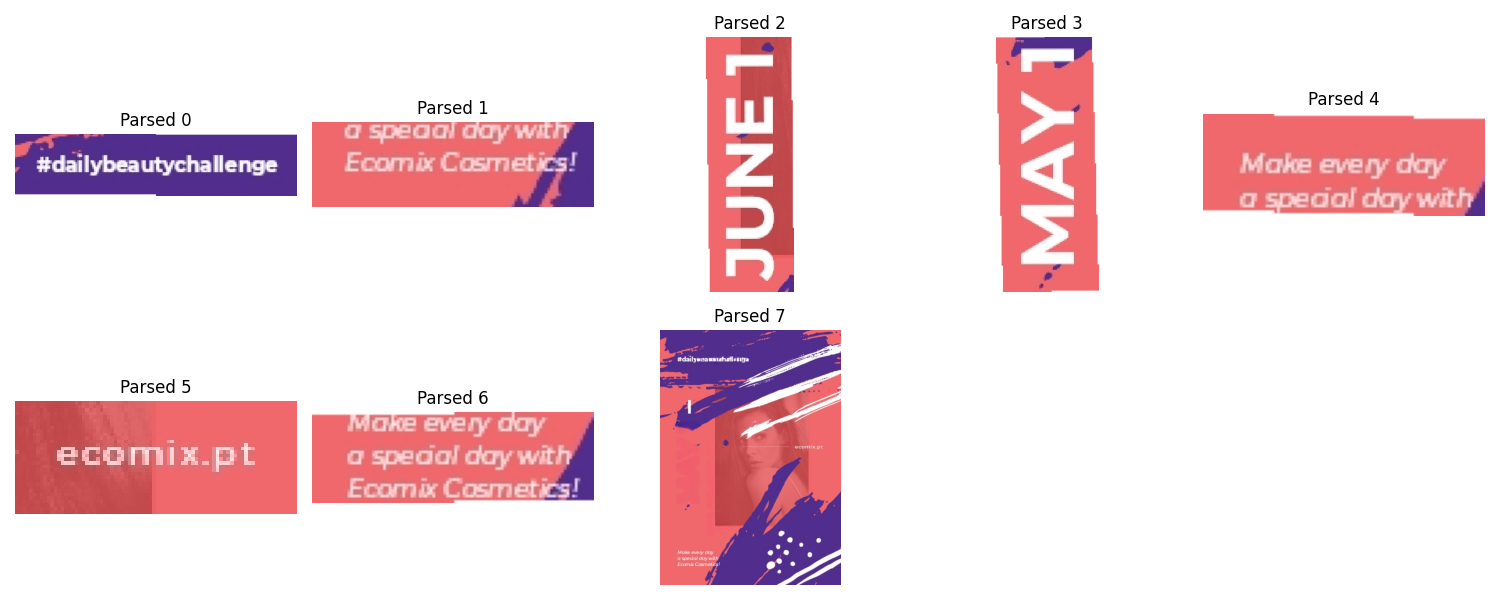 Parsed 0
#dailybeautychallenge
Parsed 1
a special day with
Ecomix Cosmetics!
Parsed 2
JUNE 1
Parsed 3
MAY 1
Parsed 4
Make every day
a special day with
Parsed 5
ecomix.pt
Parsed 6
Make every day
a special day with
Ecomix Cosmetics!
Parsed 7
ecomix.pt
Make every day
a special day with
Ecomix Cosmetics!